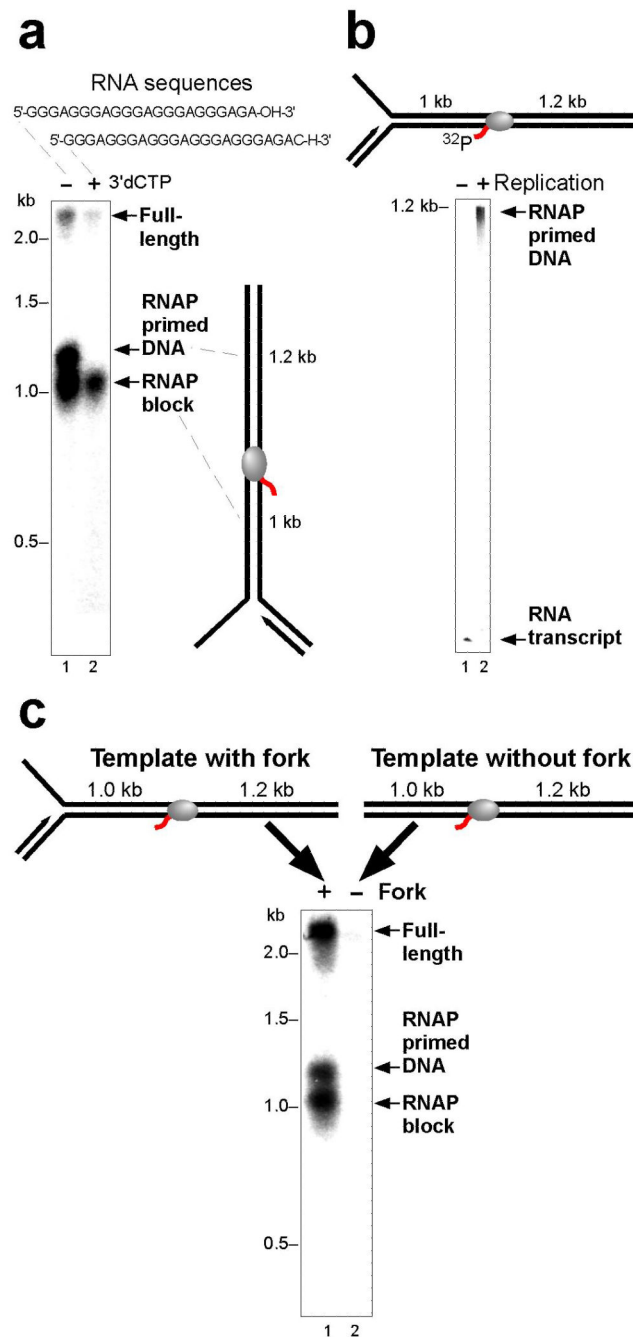 a
RNA sequences
5'-GGGAGGGAGGGAGGGAGGGAGA-OH-3'
5'-GGGAGGGAGGGAGGGAGGGAGAC-H-3'
– + 3'dCTP
kb
Full-length
2.0–
1.5–
RNAP primed DNA
1.2 kb
1.0–
RNAP block
1 kb
0.5–
1 2
b
1 kb 1.2 kb
32P
– + Replication
1.2 kb–
RNAP primed DNA
RNA transcript
1 2
c
Template with fork
1.0 kb 1.2 kb
Template without fork
1.0 kb 1.2 kb
+ – Fork
kb
Full-length
2.0–
1.5–
RNAP primed DNA
1.0–
RNAP block
0.5–
1 2